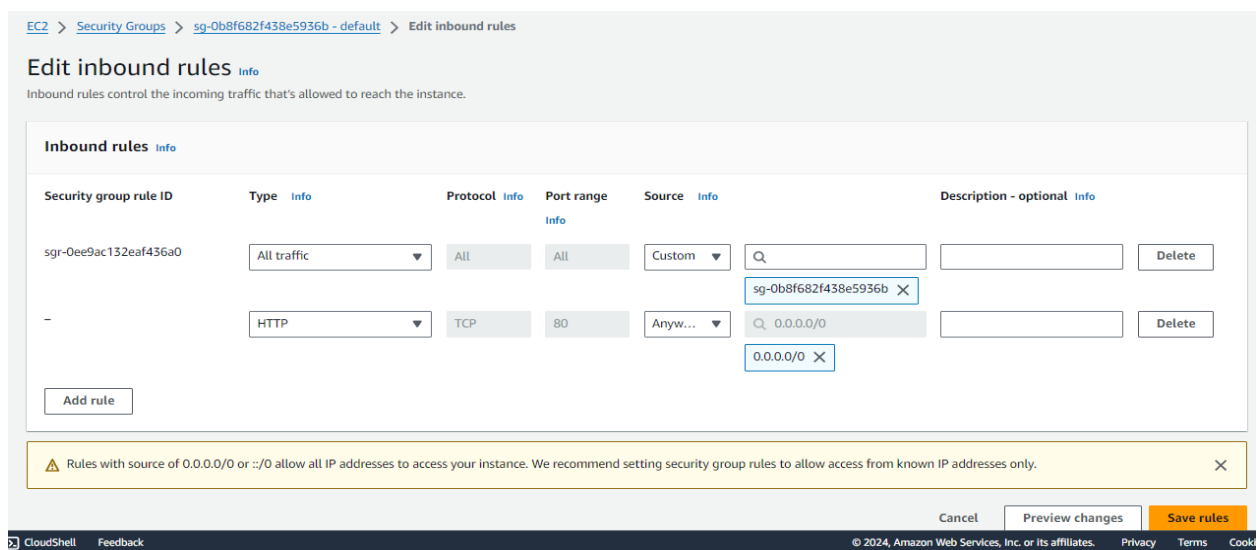 EC2 > Security Groups > sg-0b8f682f438e5936b - default > Edit inbound rules
Edit inbound rules Info
Inbound rules control the incoming traffic that's allowed to reach the instance.
Inbound rules Info
Security group rule ID Type Info Protocol Info Port range Info Source Info Description - optional Info
sgr-0ee9ac132eaf436a0 All traffic All All Custom Delete
sg-0b8f682f438e5936b
– HTTP TCP 80 Anyw... 0.0.0.0/0 Delete
0.0.0.0/0
Add rule
Rules with source of 0.0.0.0/0 or ::/0 allow all IP addresses to access your instance. We recommend setting security group rules to allow access from known IP addresses only.
Cancel Preview changes Save rules
CloudShell Feedback © 2024, Amazon Web Services, Inc. or its affiliates. Privacy Terms Cooki